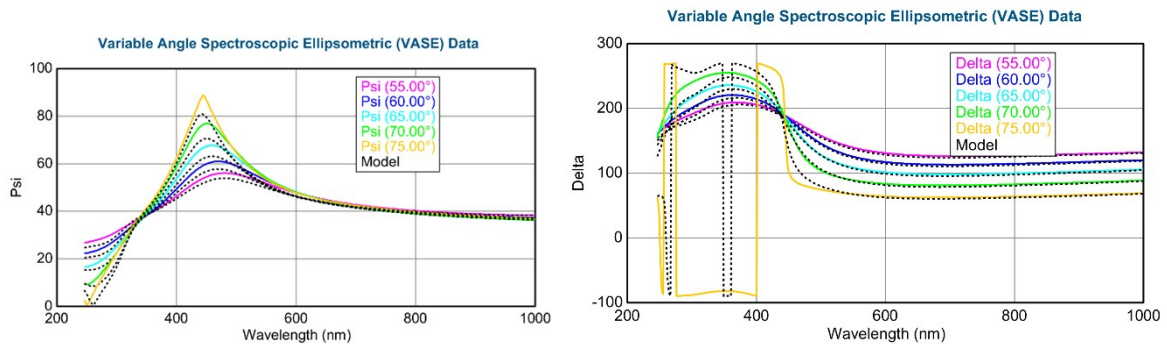 Variable Angle Spectroscopic Ellipsometric (VASE) Data
100
80
60
40
20
0
Psi
Psi (55.00°)
Psi (60.00°)
Psi (65.00°)
Psi (70.00°)
Psi (75.00°)
Model
200 400 600 800 1000
Wavelength (nm)
Variable Angle Spectroscopic Ellipsometric (VASE) Data
300
200
100
0
-100
Delta
Delta (55.00°)
Delta (60.00°)
Delta (65.00°)
Delta (70.00°)
Delta (75.00°)
Model
200 400 600 800 1000
Wavelength (nm)